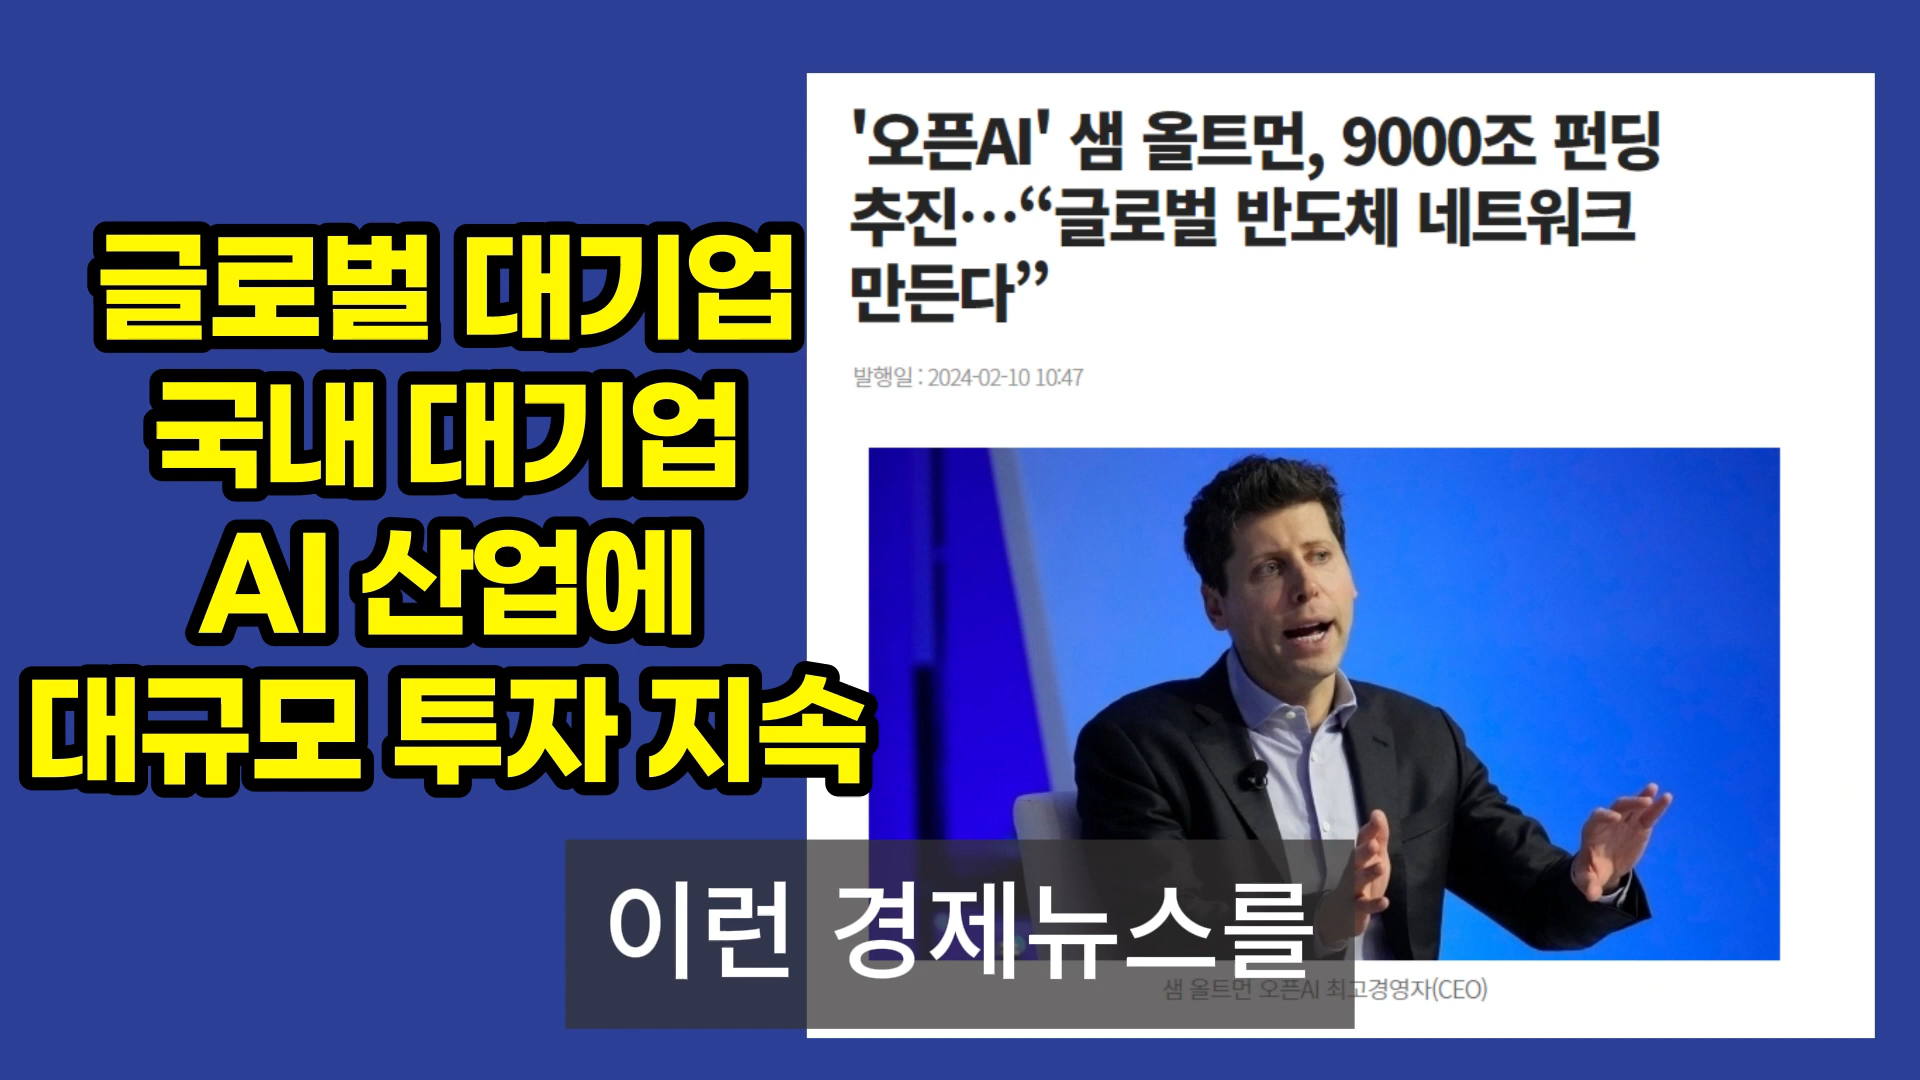 글로벌 대기업
국내 대기업
AI 산업에
대규모 투자 지속
'오픈AI' 샘 올트먼, 9000조 펀딩
추진…“글로벌 반도체 네트워크
만든다”
발행일 : 2024-02-10 10:47
샘 올트먼 오픈AI 최고경영자(CEO)
이런 경제뉴스를